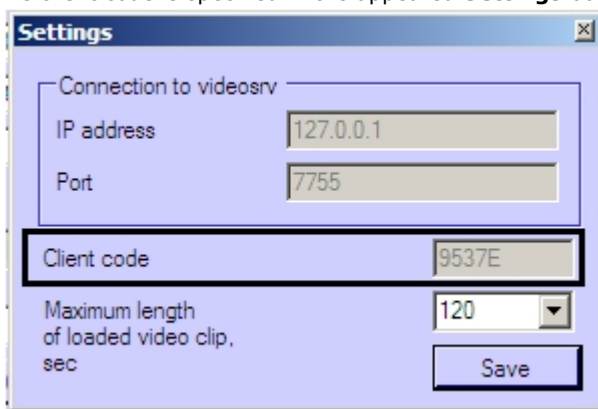 Settings
Connection to videosrv
IP address 127.0.0.1
Port 7755
Client code 9537E
Maximum length 120
of loaded video clip,
sec
Save